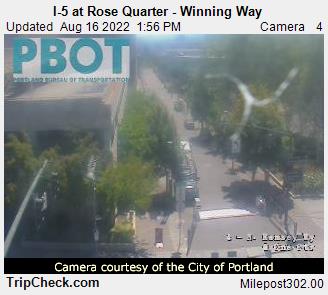 I-5 at Rose Quarter - Winning Way
Updated Aug 16 2022 1:56 PM Camera 4
PBOT
PORTLAND BUREAU OF TRANSPORTATION
Camera courtesy of the City of Portland
TripCheck.com Milepost302.00